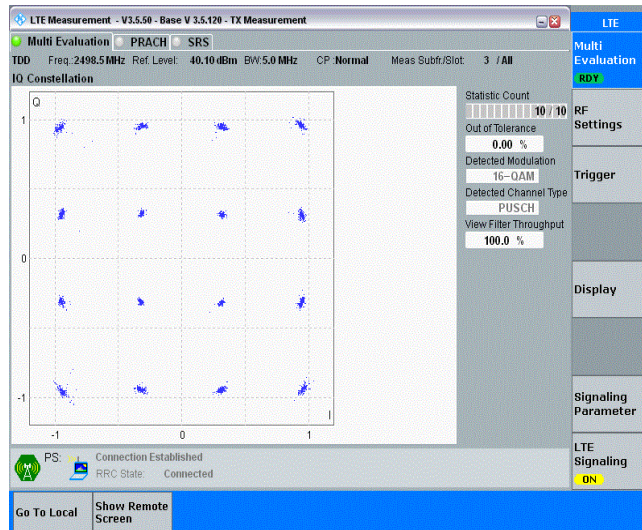 LTE Measurement - V3.5.50 - Base V 3.5.120 - TX Measurement
LTE
Multi Evaluation PRACH SRS
TDD Freq.:2498.5 MHz Ref. Level: 40.10 dBm BW:5.0 MHz CP :Normal Meas Subfr./Slot: 3 / All
IQ Constellation
Q
1
0
-1
-1 0 1
I
Statistic Count
10 / 10
Out of Tolerance
0.00 %
Detected Modulation
16-QAM
Detected Channel Type
PUSCH
View Filter Throughput
100.0 %
PS: Connection Established
RRC State: Connected
Multi
Evaluation
RDY
RF
Settings
Trigger
Display
Signaling
Parameter
LTE
Signaling
ON
Go To Local
Show Remote
Screen